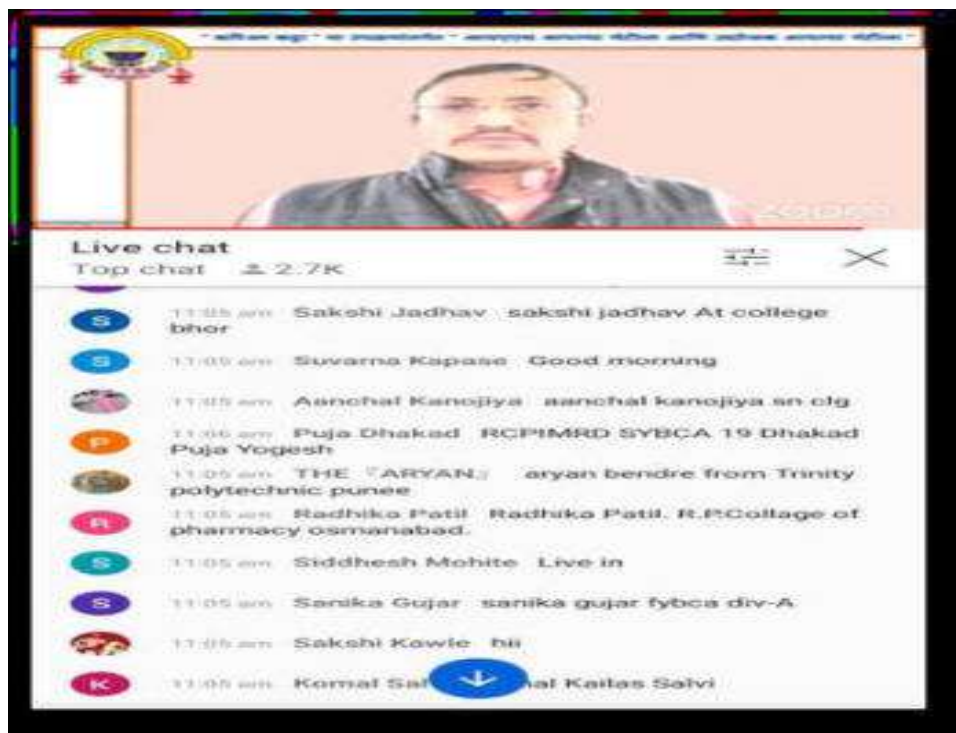 Live chat
Top chat 2.7K
11:05 am Sakshi Jadhav sakshi jadhav At college
bhor
11:05 am Suvarna Kapase Good morning
11:05 am Aanchal Kanojiya aanchal kanojiya sn clg
11:05 am Puja Dhakad RCPIMRD SYBCA 19 Dhakad
Puja Yogesh
11:05 am THE『ARYAN』 aryan bendre from Trinity
polytechnic punee
11:05 am Radhika Patil Radhika Patil. R.P.Collage of
pharmacy osmanabad.
11:05 am Siddhesh Mohite Live in
11:05 am Sanika Gujar sanika gujar fybca div-A
11:05 am Sakshi Kawle hii
11:05 am Komal Kailas Salvi